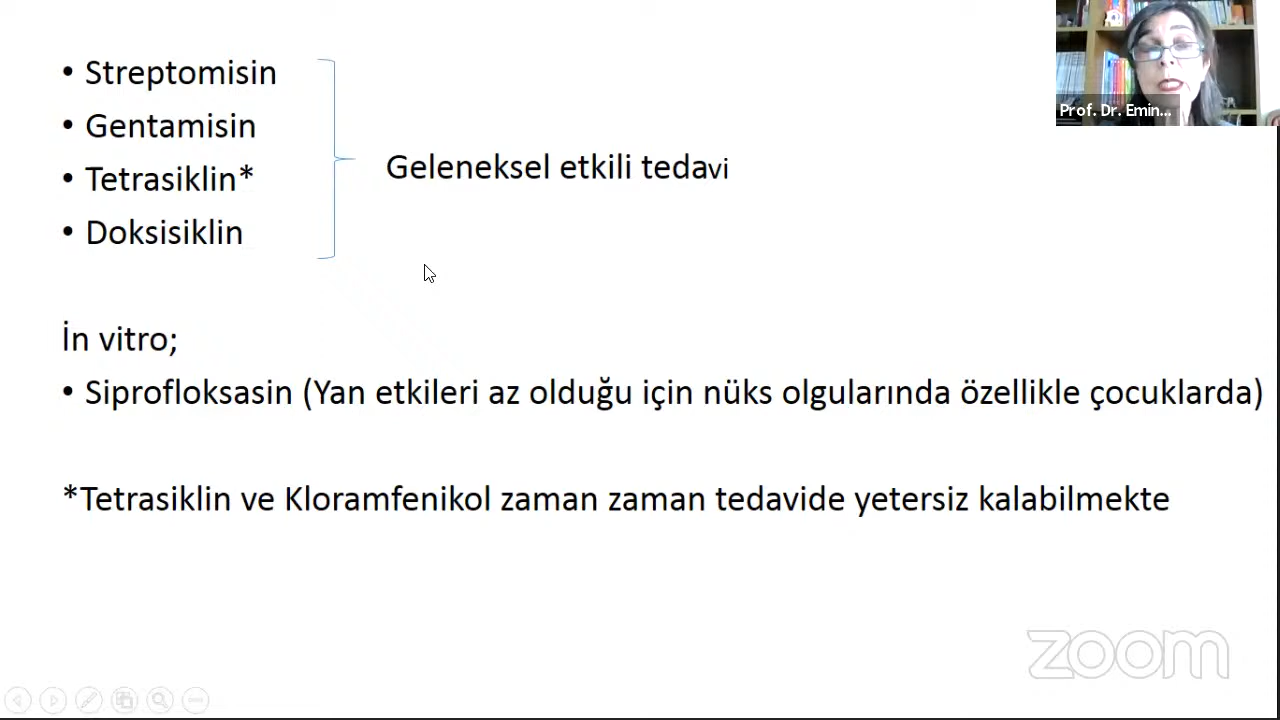 • Streptomisin
• Gentamisin
• Tetrasiklin*
• Doksisiklin
Geleneksel etkili tedavi
İn vitro;
• Siprofloksasin (Yan etkileri az olduğu için nüks olgularında özellikle çocuklarda)
*Tetrasiklin ve Kloramfenikol zaman zaman tedavide yetersiz kalabilmekte
Prof. Dr. Emin...
zoom